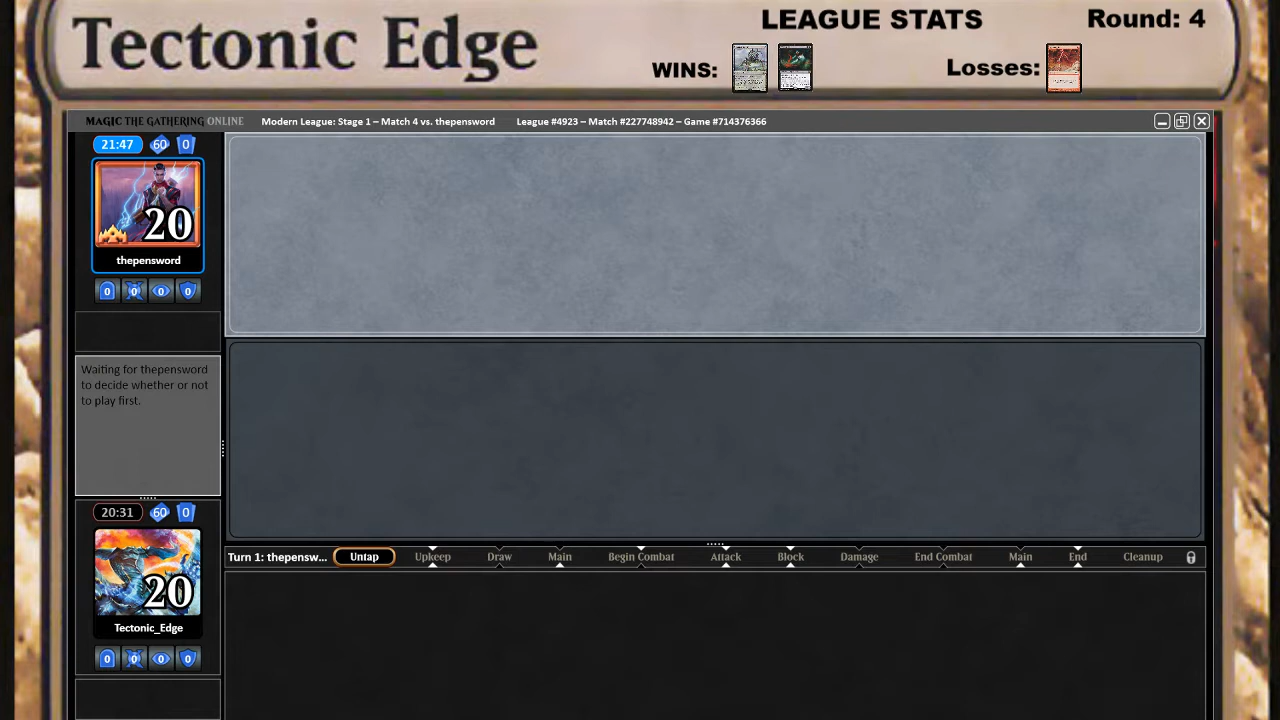 Tectonic Edge
LEAGUE STATS
Round: 4
WINS:
Losses:
MAGIC THE GATHERING ONLINE
Modern League: Stage 1 – Match 4 vs. thepensword
League #4923 – Match #227748942 – Game #714376366
21:47 60 0
20
thepensword
0 0 0 0
Waiting for thepensword
to decide whether or not
to play first.
20:31 60 0
20
Tectonic_Edge
0 0 0 0
Turn 1: thepensw... Untap Upkeep Draw Main Begin Combat Attack Block Damage End Combat Main End Cleanup